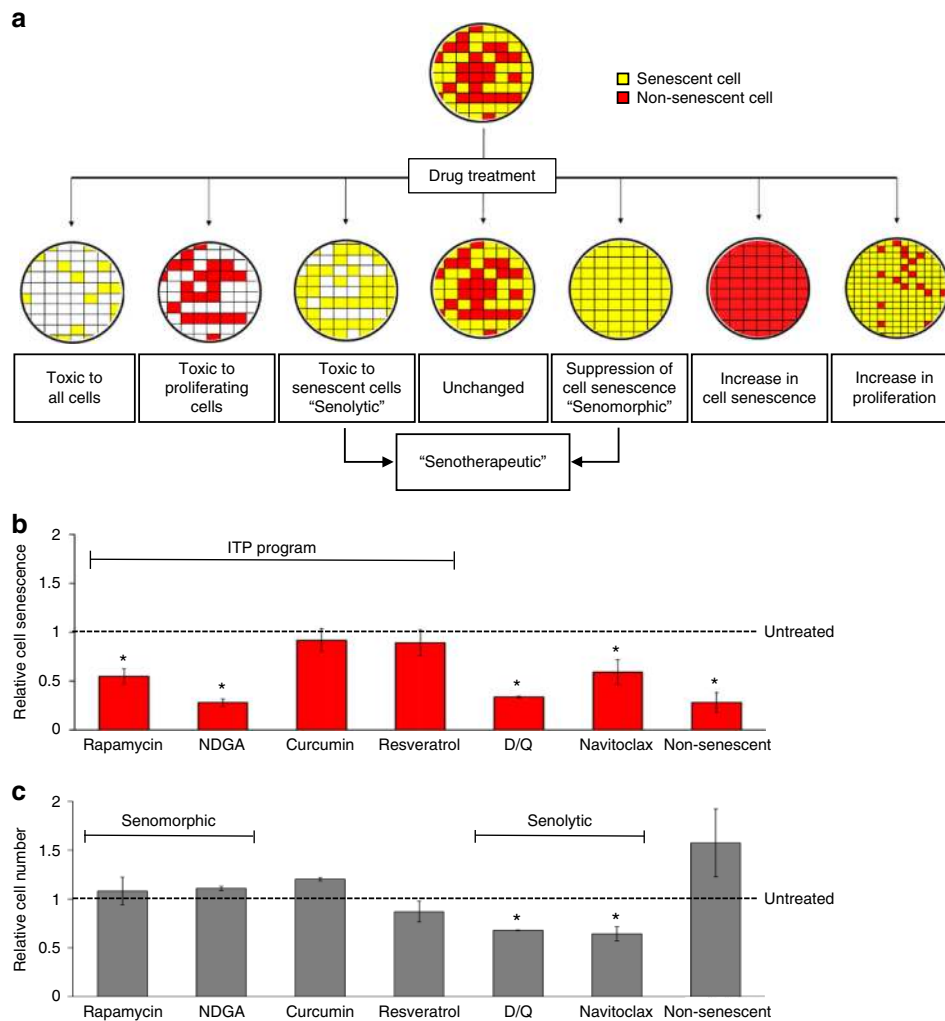 a
Senescent cell
Non-senescent cell
Drug treatment
Toxic to
all cells
Toxic to
proliferating
cells
Toxic to
senescent cells
“Senolytic”
Unchanged
Suppression of
cell senescence
“Senomorphic”
Increase in
cell senescence
Increase in
proliferation
“Senotherapeutic”
b
Relative cell senescence
2
1.5
1
0.5
0
ITP program
Untreated
*
*
*
*
*
Rapamycin
NDGA
Curcumin
Resveratrol
D/Q
Navitoclax
Non-senescent
c
Relative cell number
2
1.5
1
0.5
0
Senomorphic
Senolytic
Untreated
*
*
Rapamycin
NDGA
Curcumin
Resveratrol
D/Q
Navitoclax
Non-senescent